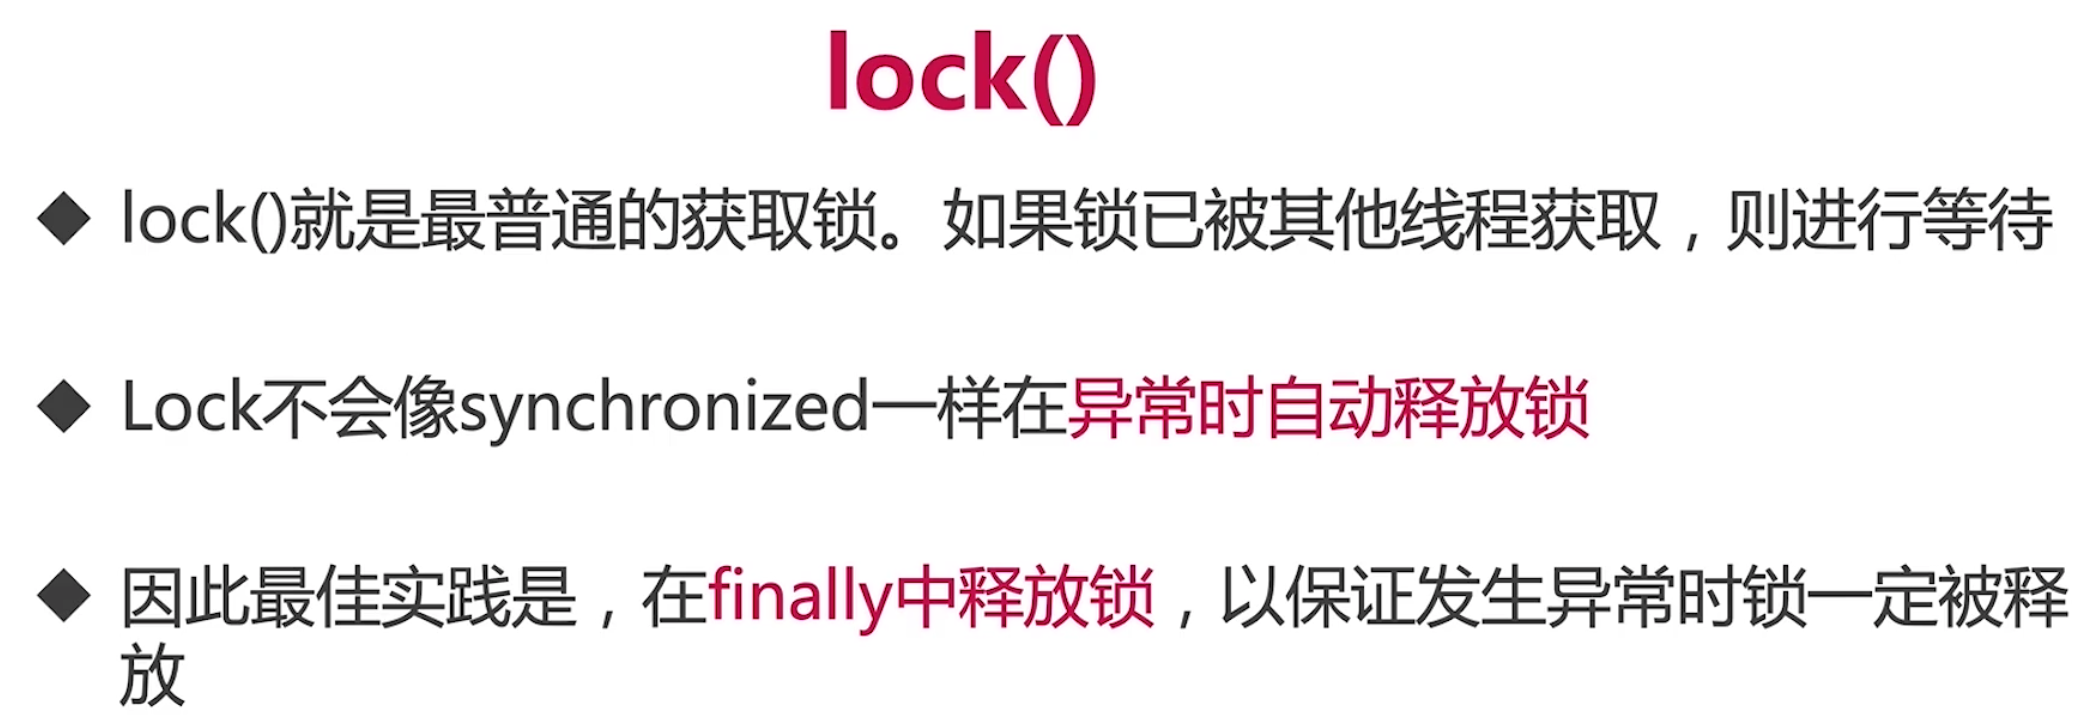 lock()
◆ lock()就是最普通的获取锁。如果锁已被其他线程获取，则进行等待
◆ Lock不会像synchronized一样在异常时自动释放锁
◆ 因此最佳实践是，在finally中释放锁，以保证发生异常时锁一定被释
放